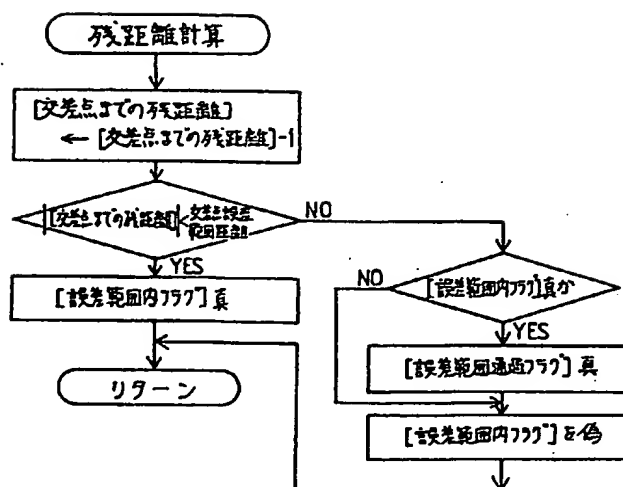 残距離計算
[交差点までの残距離]
← [交差点までの残距離]-1
|[交差点までの残距離]|<交差点誤差
範囲距離
NO
YES
[誤差範囲内フラグ]真
リターン
[誤差範囲内フラグ]真か
NO
YES
[誤差範囲通過フラグ]真
[誤差範囲内フラグ]を偽